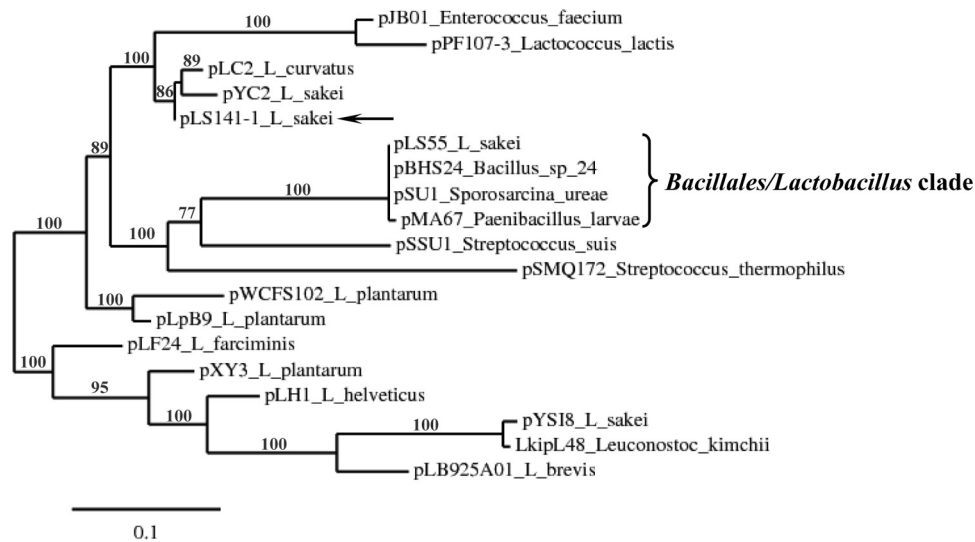 100
pJB01_Enterococcus_faecium
pPF107-3_Lactococcus_lactis
100
89
pLC2_L_curvatus
86
pYC2_L_sakei
pLS141-1_L_sakei
pLS55_L_sakei
89
pBHS24_Bacillus_sp_24
100
pSU1_Sporosarcina_ureae
Bacillales/Lactobacillus clade
pMA67_Paenibacillus_larvae
77
100
100
pSSU1_Streptococcus_suis
pSMQ172_Streptococcus_thermophilus
pWCFS102_L_plantarum
100
pLpB9_L_plantarum
pLF24_L_farciminis
100
pXY3_L_plantarum
95
pLH1_L_helveticus
100
pYSI8_L_sakei
100
LkipL48_Leuconostoc_kimchii
100
pLB925A01_L_brevis
0.1